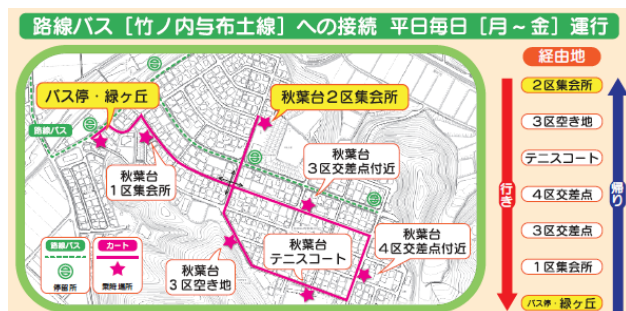 路線バス［竹ノ内与布土線］への接続 平日毎日［月～金］運行
バス停・緑ヶ丘
秋葉台2区集会所
路線バス
秋葉台
1区集会所
秋葉台
3区交差点付近
秋葉台
4区交差点付近
秋葉台
テニスコート
秋葉台
3区空き地
路線バス
停留所
カート
乗降場所
経由地
2区集会所
3区空き地
テニスコート
4区交差点
3区交差点
1区集会所
バス停・緑ヶ丘
行き
帰り